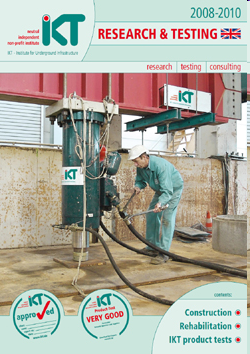 neutral
independent
non-profit institute
IKT
IKT - Institute for Underground Infrastructure
2008-2010
RESEARCH & TESTING
research | testing | consulting
IKT
IKT
IKT
approved
IKT
Product Test
VERY GOOD
CONTENTS:
Construction
Rehabilitation
IKT product tests